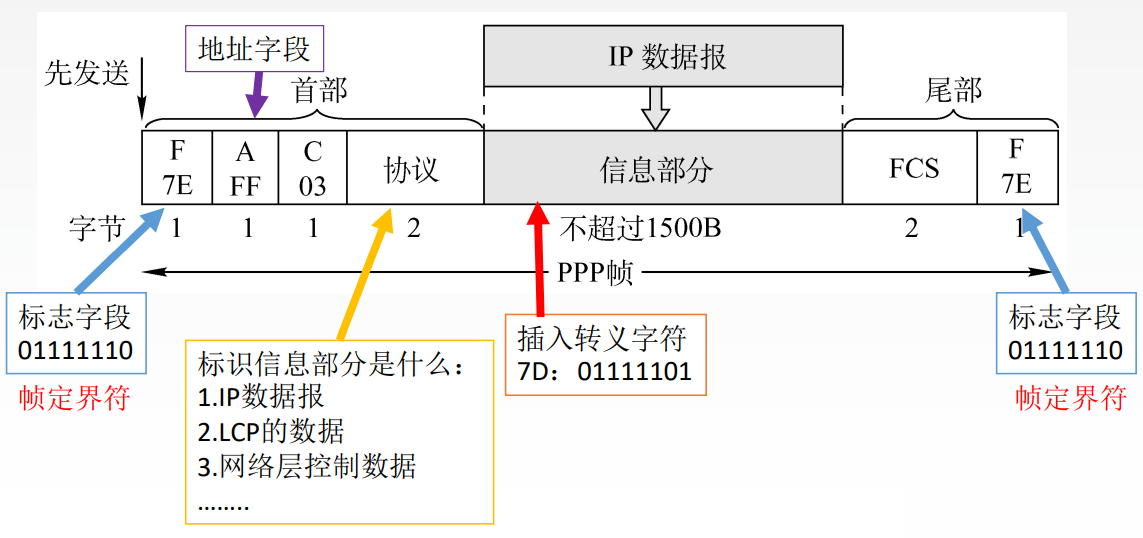 地址字段
IP 数据报
先发送
首部
尾部
F
7E
A
FF
C
03
协议
信息部分
FCS
F
7E
字节
1
1
1
2
不超过1500B
2
1
PPP帧
标志字段
01111110
帧定界符
标识信息部分是什么：
1.IP数据报
2.LCP的数据
3.网络层控制数据
........
插入转义字符
7D：01111101
标志字段
01111110
帧定界符